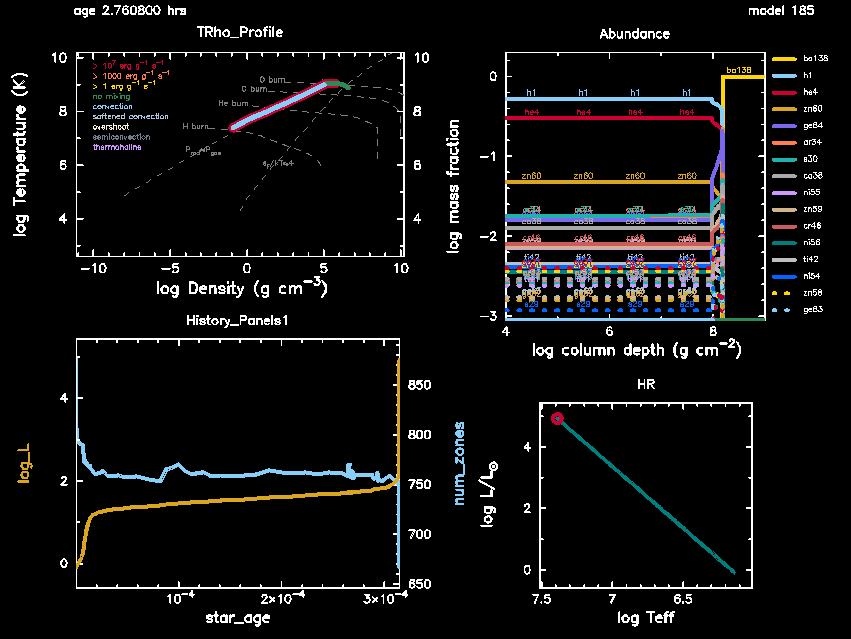 age 2.760800 hrs
model 185
TRho_Profile
> 10⁷ erg g⁻¹ s⁻¹
> 1000 erg g⁻¹ s⁻¹
> 1 erg g⁻¹ s⁻¹
no mixing
convection
softened convection
overshoot
semiconvection
thermohaline
O burn
C burn
He burn
H burn
log Temperature (K)
10
8
6
4
10
8
6
4
−10
−5
0
5
10
log Density (g cm⁻³)
Abundance
ba138
h1 h1 h1 h1
he4 he4 he4 he4
zn60 zn60 zn60 zn60
log mass fraction
0
−1
−2
−3
4
6
8
log column depth (g cm⁻²)
ba138
h1
he4
zn60
ge64
ar34
s30
ca38
ni55
zn59
cr46
ni56
ti42
ni54
zn58
ge63
History_Panels1
log_L
4
2
0
850
800
750
700
650
num_zones
10⁻⁴
2×10⁻⁴
3×10⁻⁴
star_age
HR
log L/L☉
4
2
0
7.5
7
6.5
log Teff